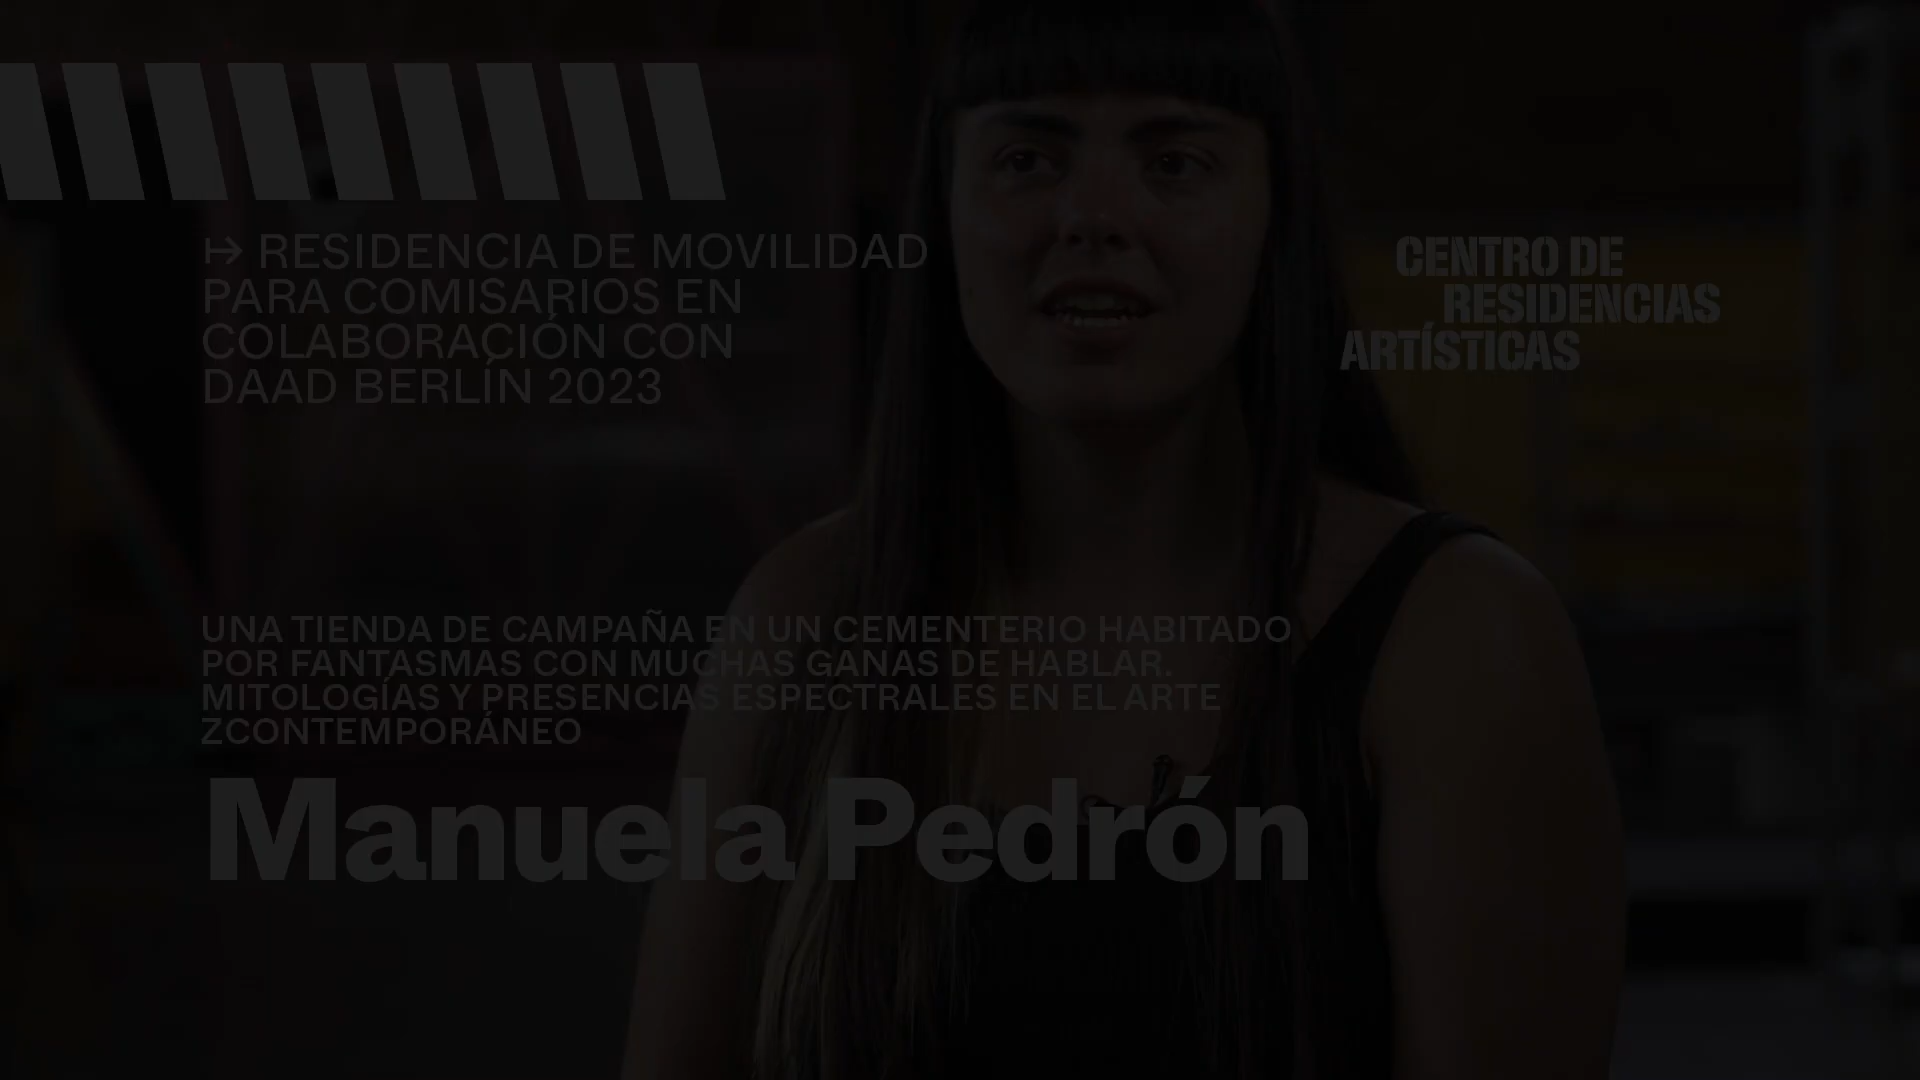 ↦ RESIDENCIA DE MOVILIDAD
PARA COMISARIOS EN
COLABORACIÓN CON
DAAD BERLÍN 2023
CENTRO DE
RESIDENCIAS
ARTÍSTICAS
UNA TIENDA DE CAMPAÑA EN UN CEMENTERIO HABITADO
POR FANTASMAS CON MUCHAS GANAS DE HABLAR.
MITOLOGÍAS Y PRESENCIAS ESPECTRALES EN EL ARTE
ZCONTEMPORÁNEO
Manuela Pedrón